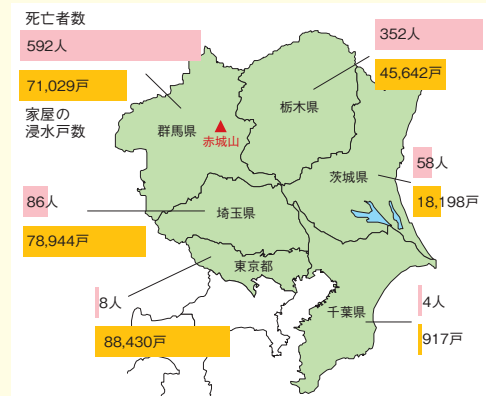 死亡者数
592人
71,029戸
家屋の
浸水戸数
352人
45,642戸
栃木県
群馬県
赤城山
茨城県
58人
18,198戸
86人
78,944戸
埼玉県
東京都
8人
88,430戸
千葉県
4人
917戸